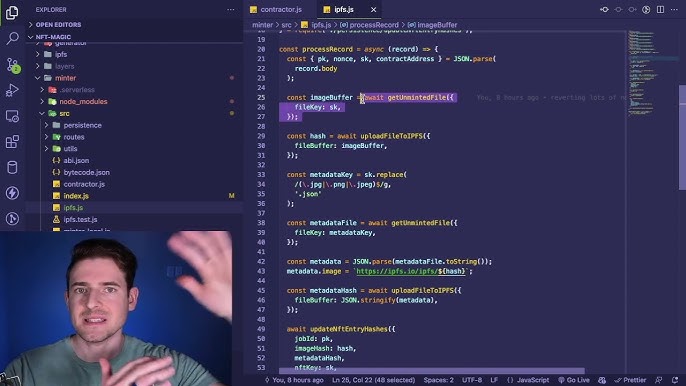 EXPLORER
OPEN EDITORS
NFT-MAGIC
generator
ipfs
layers
minter
.serverless
node_modules
src
persistence
routes
utils
abi.json
bytecode.json
contractor.js
index.js M
ipfs.js
ipfs.test.js
contractor.js ipfs.js
minter > src > ipfs.js > processRecord > imageBuffer
20 const processRecord = async (record) => {
21 const { pk, nonce, sk, contractAddress } = JSON.parse(
22 record.body
23 );
24
25 const imageBuffer = await getUnmintedFile({ You, 9 hours ago • reverting lots of
26 fileKey: sk,
27 });
28
29 const hash = await uploadFileToIPFS({
30 fileBuffer: imageBuffer,
31 });
32
33 const metadataKey = sk.replace(
34 /(\.jpg|\.png|\.jpeg)$/g,
35 '.json'
36 );
37
38 const metadataFile = await getUnmintedFile({
39 fileKey: metadataKey,
40 });
41
42 const metadata = JSON.parse(metadataFile.toString());
43 metadata.image = `https://ipfs.io/ipfs/${hash}`;
44
45 const metadataHash = await uploadFileToIPFS({
46 fileBuffer: JSON.stringify(metadata),
47 });
48
49 await updateNftEntryHashes({
50 jobId: pk,
51 imageHash: hash,
52 metadataHash,
53 nftKey: sk,
You, 8 hours ago Ln 25, Col 22 (48 selected) Spaces: 2 UTF-8 LF JavaScript Go Live Prettier